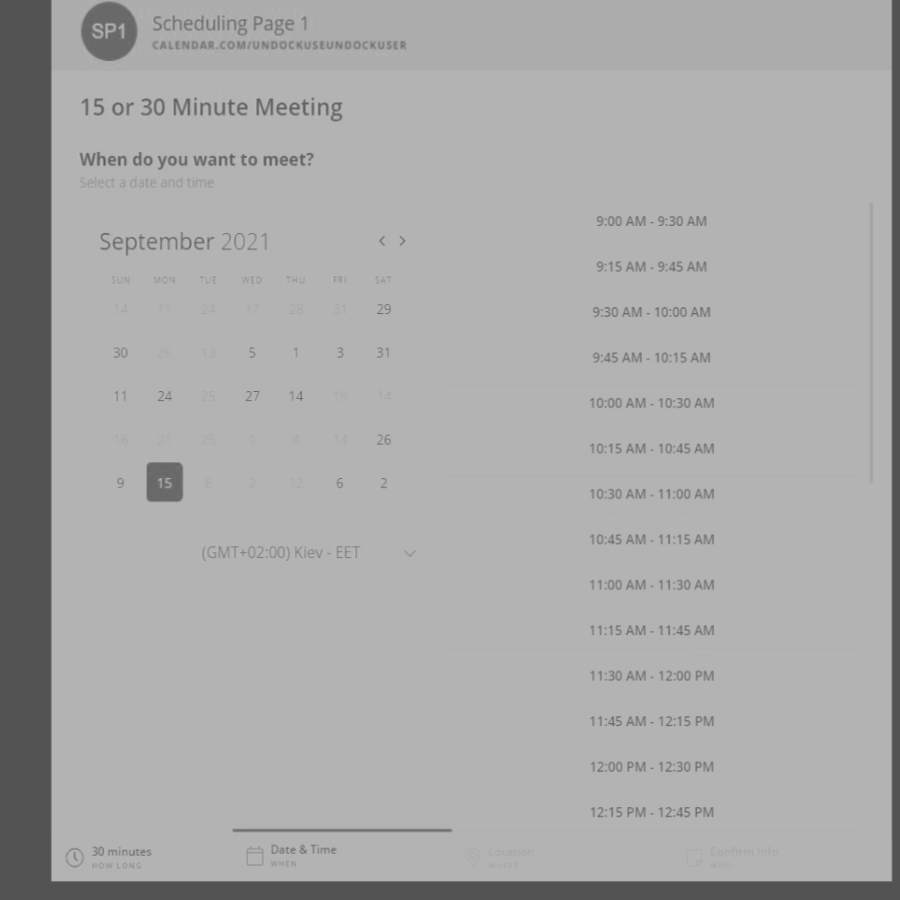 SP1
Scheduling Page 1
CALENDAR.COM/UNDOCKUSEUNDOCKUSER
15 or 30 Minute Meeting
When do you want to meet?
Select a date and time
September 2021
SUN MON TUE WED THU FRI SAT
14 11 24 17 28 31 29
30 26 13 5 1 3 31
11 24 25 27 14 19 14
16 21 25 1 4 14 26
9 15 8 2 12 6 2
(GMT+02:00) Kiev - EET
9:00 AM - 9:30 AM
9:15 AM - 9:45 AM
9:30 AM - 10:00 AM
9:45 AM - 10:15 AM
10:00 AM - 10:30 AM
10:15 AM - 10:45 AM
10:30 AM - 11:00 AM
10:45 AM - 11:15 AM
11:00 AM - 11:30 AM
11:15 AM - 11:45 AM
11:30 AM - 12:00 PM
11:45 AM - 12:15 PM
12:00 PM - 12:30 PM
12:15 PM - 12:45 PM
30 minutes
HOW LONG
Date & Time
WHEN
Location
WHERE
Confirm Info
WHO